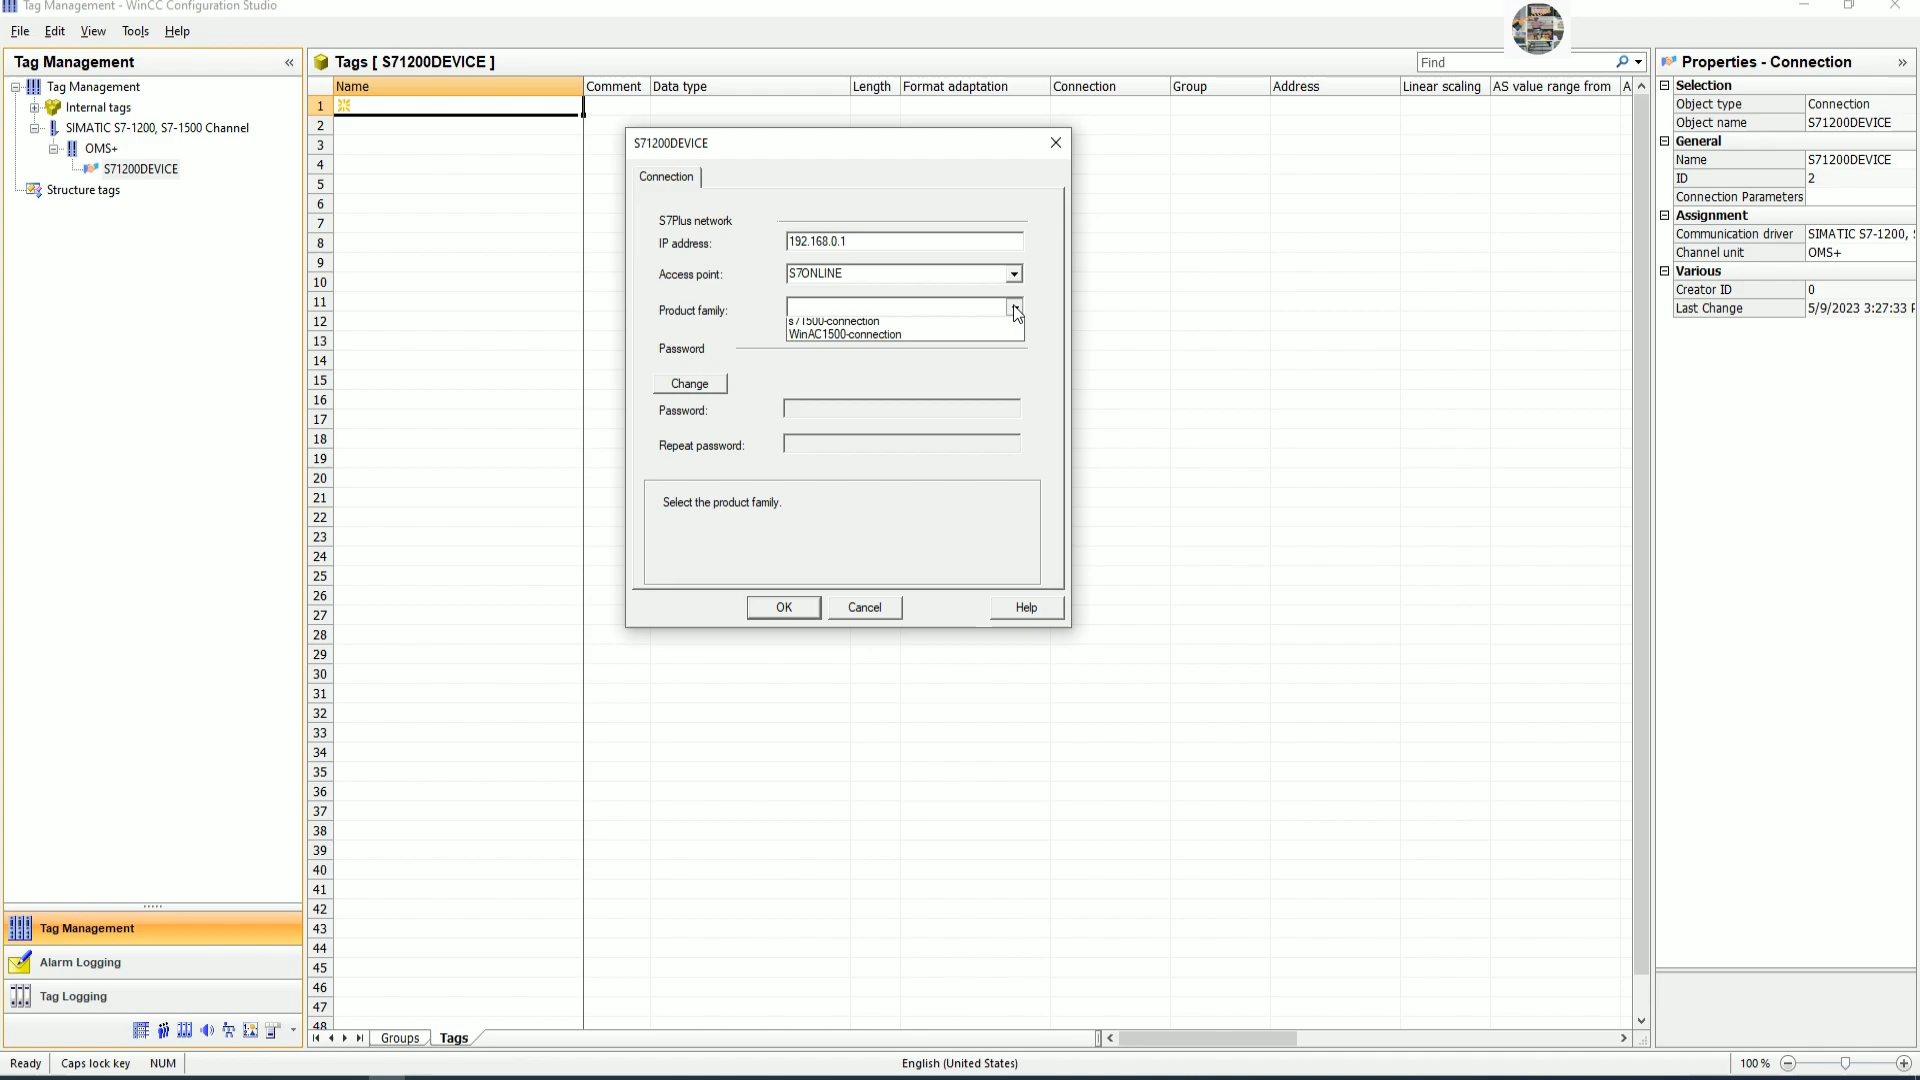 Tag Management - WinCC Configuration Studio
File Edit View Tools Help
Tag Management «
Tag Management
Internal tags
SIMATIC S7-1200, S7-1500 Channel
OMS+
S71200DEVICE
Structure tags
Tag Management
Alarm Logging
Tag Logging
Tags [ S71200DEVICE ]
Find
Name Comment Data type Length Format adaptation Connection Group Address Linear scaling AS value range from A
1
2
3
4
5
6
7
8
9
10
11
12
13
14
15
16
17
18
19
20
21
22
23
24
25
26
27
28
29
30
31
32
33
34
35
36
37
38
39
40
41
42
43
44
45
46
47
48
Groups Tags
S71200DEVICE
Connection
S7Plus network
IP address: 192.168.0.1
Access point: S7ONLINE
Product family:
s71500-connection
WinAC1500-connection
Password
Change
Password:
Repeat password:
Select the product family.
OK Cancel Help
Properties - Connection »
Selection
Object type Connection
Object name S71200DEVICE
General
Name S71200DEVICE
ID 2
Connection Parameters
Assignment
Communication driver SIMATIC S7-1200,
Channel unit OMS+
Various
Creator ID 0
Last Change 5/9/2023 3:27:33
Ready Caps lock key NUM English (United States) 100 %